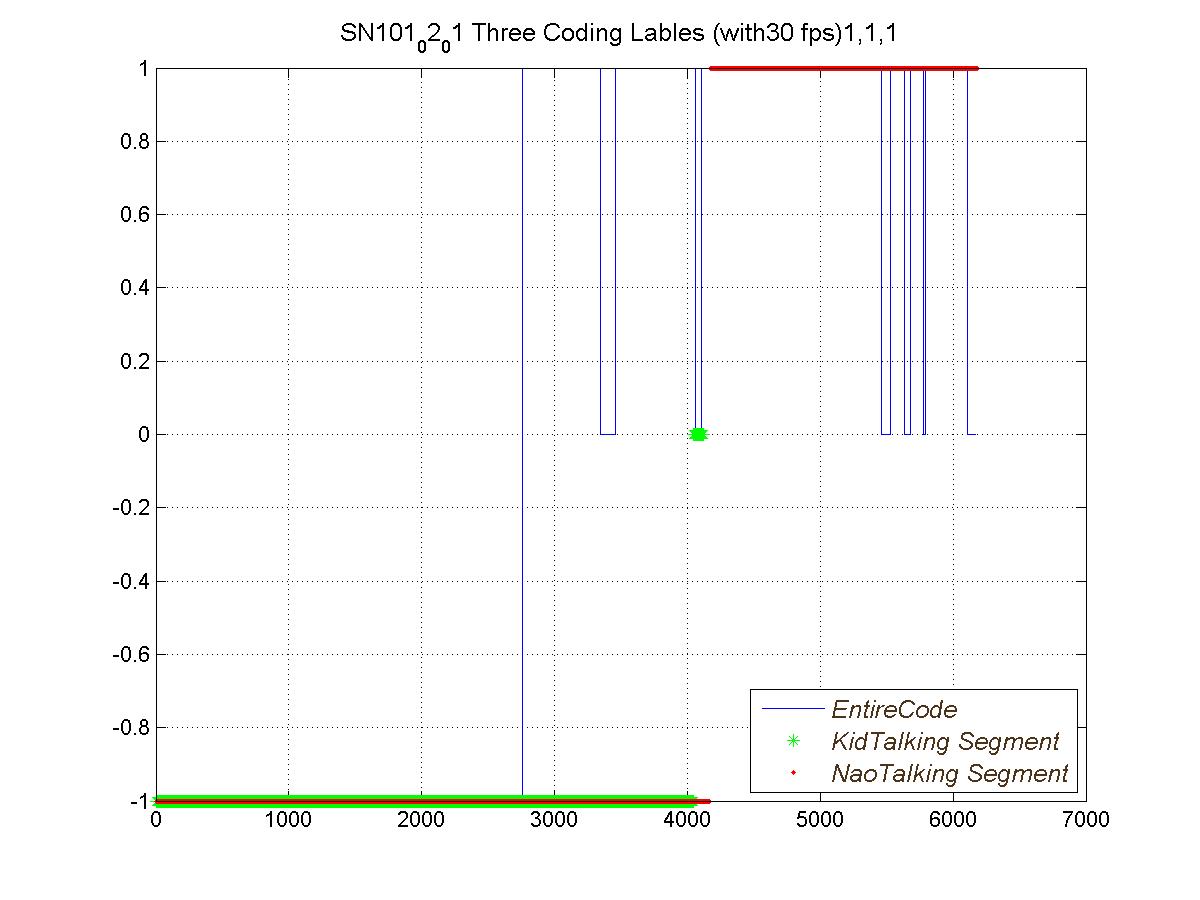 SN101₀2₀1 Three Coding Lables (with30 fps)1,1,1
1
0.8
0.6
0.4
0.2
0
-0.2
-0.4
-0.6
-0.8
-1
0 1000 2000 3000 4000 5000 6000 7000
EntireCode
KidTalking Segment
NaoTalking Segment